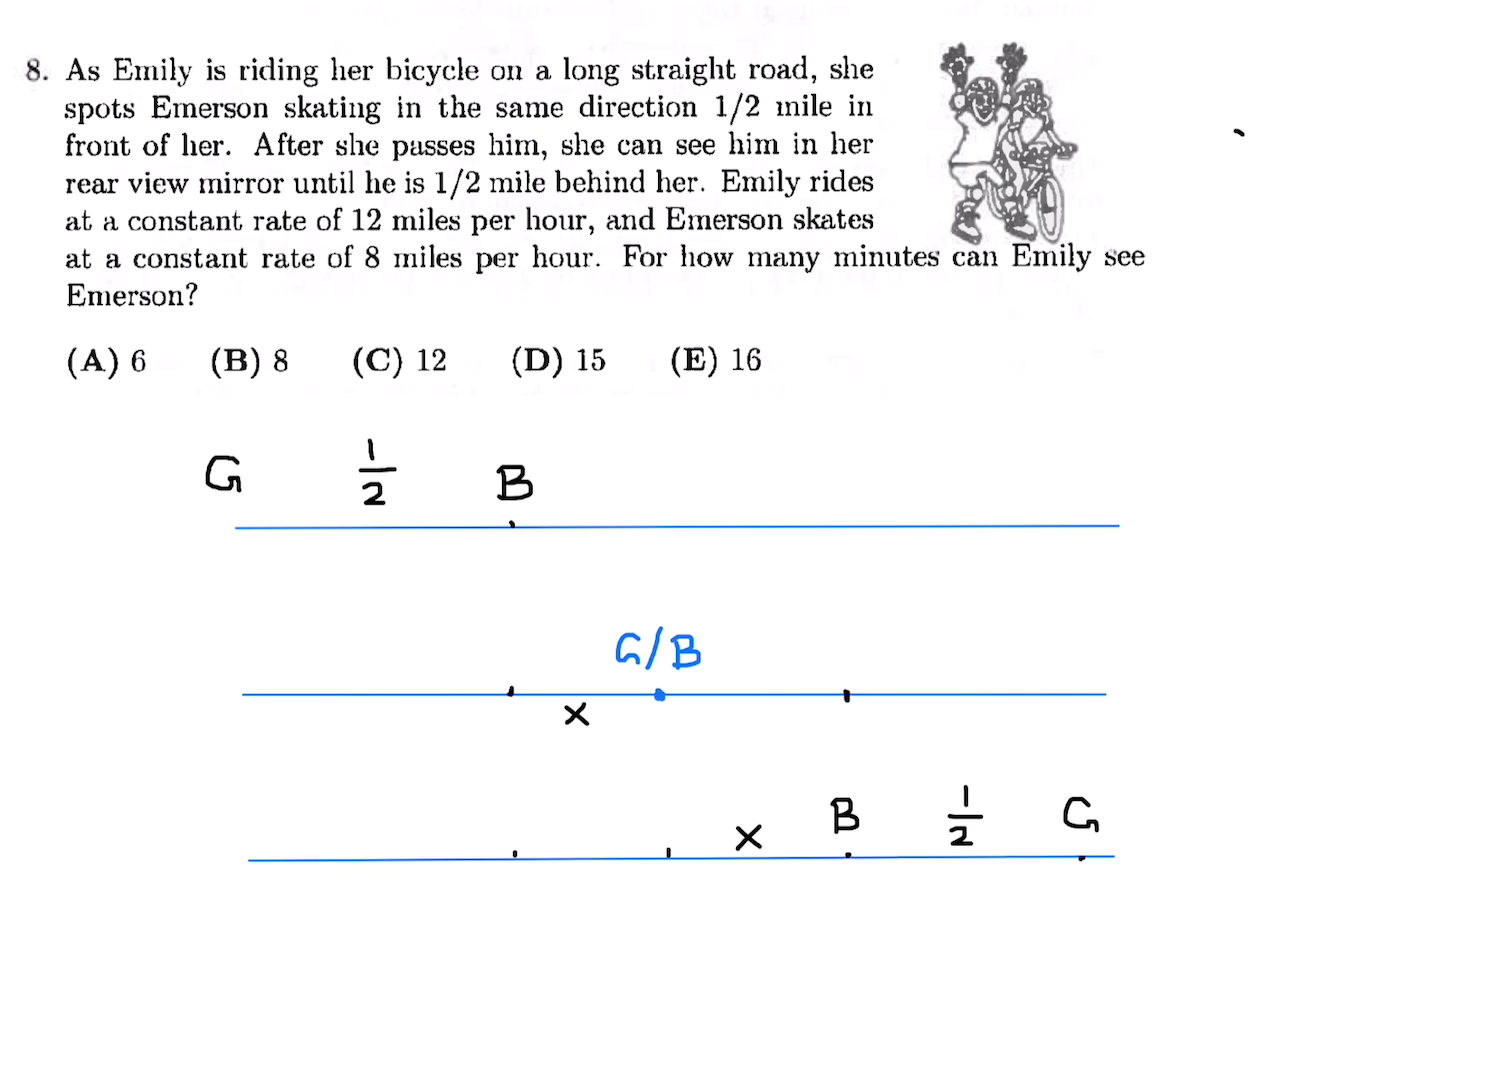 8. As Emily is riding her bicycle on a long straight road, she
spots Emerson skating in the same direction 1/2 mile in
front of her. After she passes him, she can see him in her
rear view mirror until he is 1/2 mile behind her. Emily rides
at a constant rate of 12 miles per hour, and Emerson skates
at a constant rate of 8 miles per hour. For how many minutes can Emily see
Emerson?
(A) 6 (B) 8 (C) 12 (D) 15 (E) 16
G 1/2 B
G/B
x
x B 1/2 G